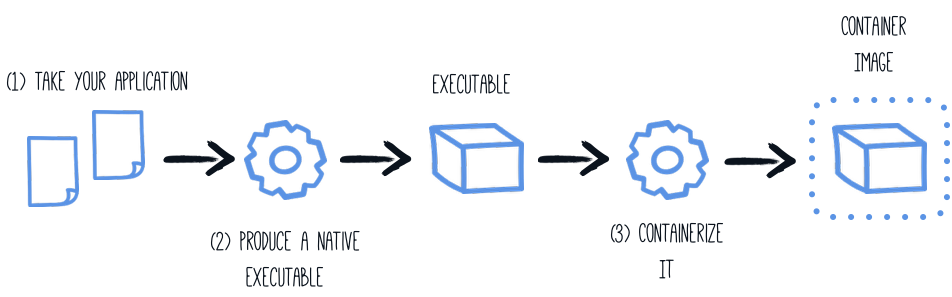 (1) TAKE YOUR APPLICATION
(2) PRODUCE A NATIVE
EXECUTABLE
EXECUTABLE
(3) CONTAINERIZE
IT
CONTAINER
IMAGE